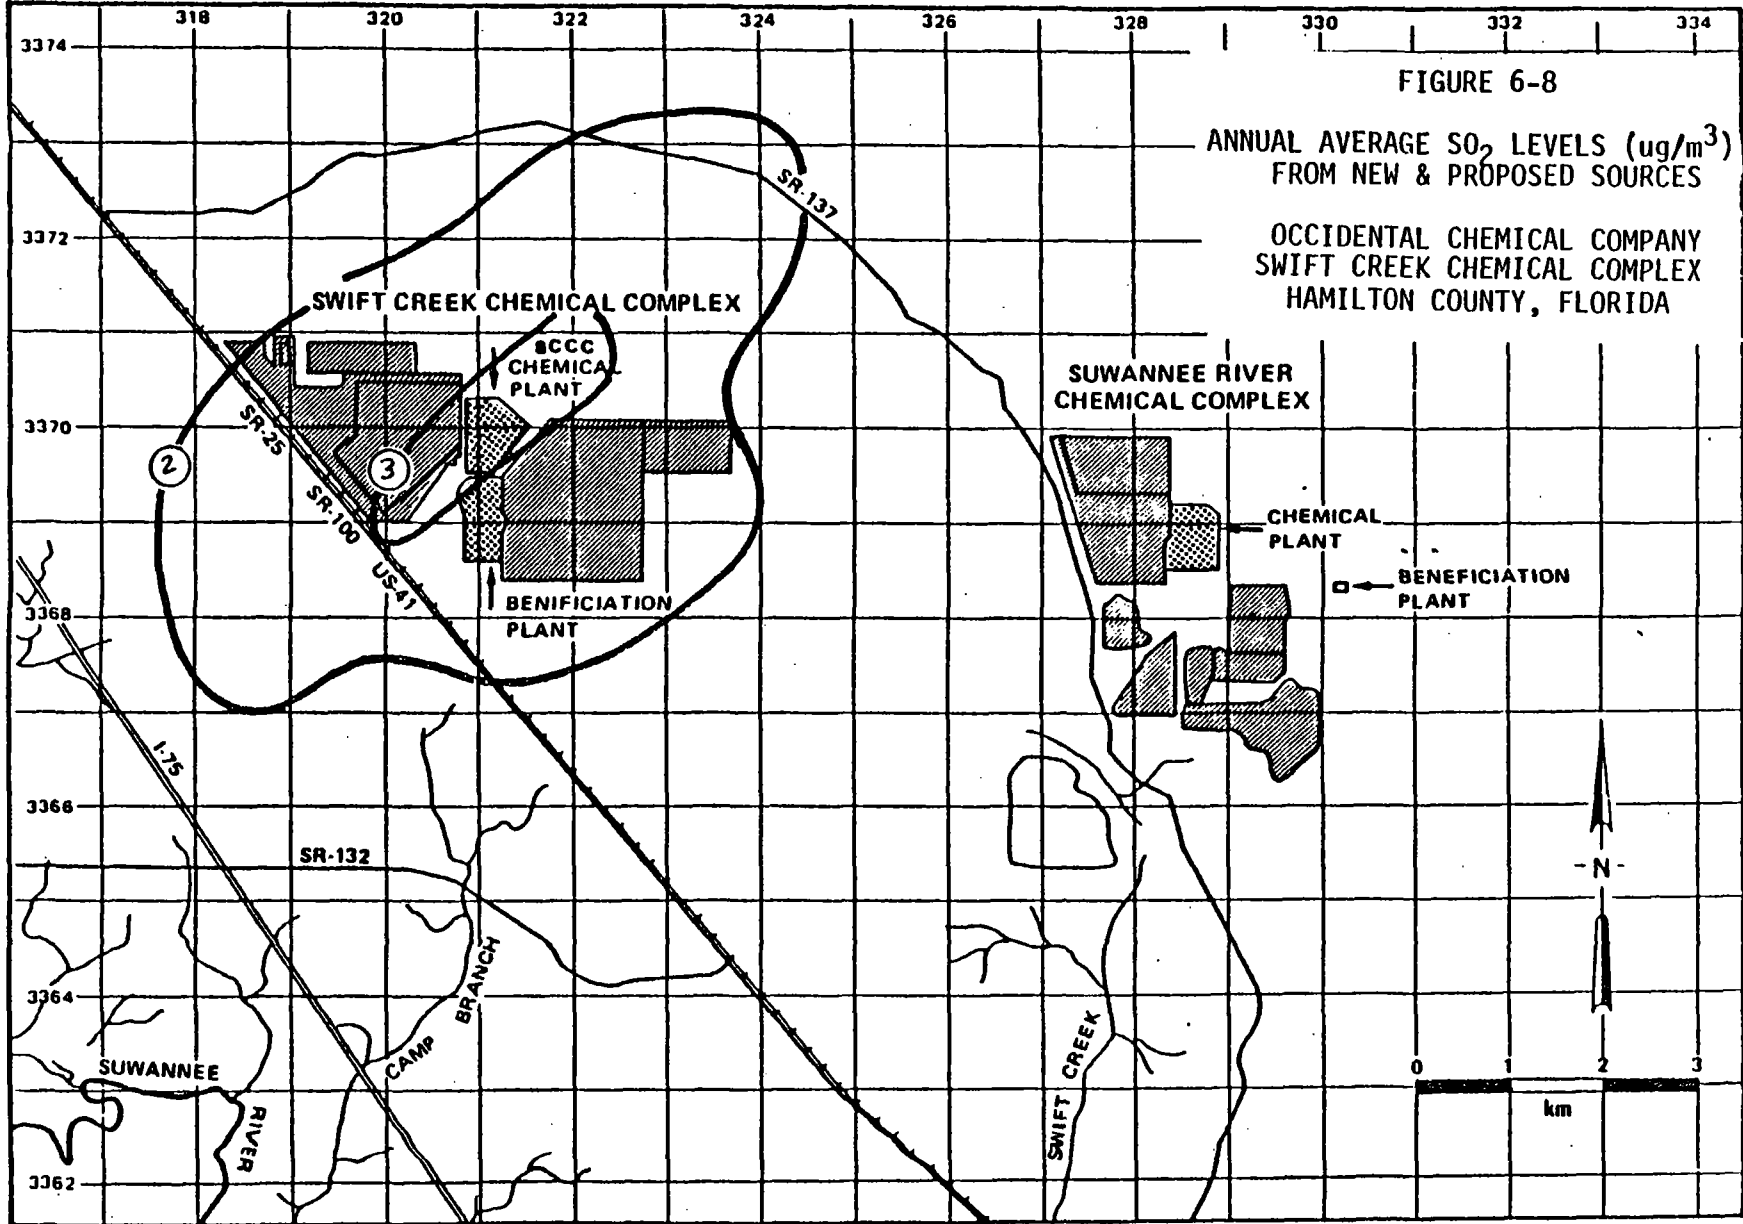 318 320 322 324 326 328 330 332 334
3374
FIGURE 6-8
ANNUAL AVERAGE SO2 LEVELS (ug/m3)
FROM NEW & PROPOSED SOURCES
OCCIDENTAL CHEMICAL COMPANY
SWIFT CREEK CHEMICAL COMPLEX
HAMILTON COUNTY, FLORIDA
SR-137
3372
SWIFT CREEK CHEMICAL COMPLEX
CHEMICAL
PLANT
SUWANNEE RIVER
CHEMICAL COMPLEX
3370
SR-25
2
3
SR-100
US-41
CHEMICAL
PLANT
BENEFICIATION
PLANT
BENIFICIATION
PLANT
3368
I-75
3366
SR-132
-N-
BRANCH
3364
CAMP
SWIFT CREEK
SUWANNEE
RIVER
0 1 2 3
km
3362